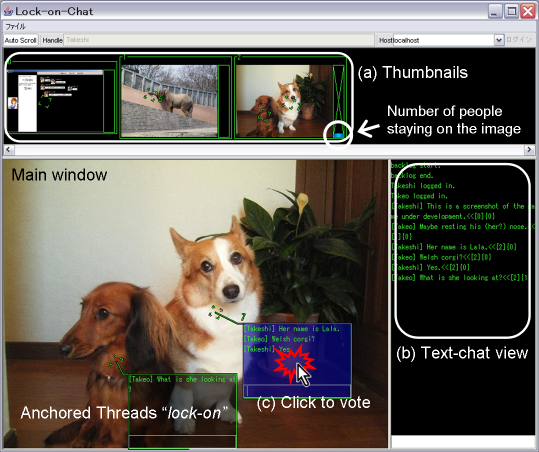 Lock-on-Chat
ファイル
Auto Scroll Handle Takeshi Host localhost ログイン
1 2
(a) Thumbnails
Number of people
staying on the image
Main window
backlog start.
backlog end.
Takeshi logged in.
Takeo logged in.
[Takeshi] This is a screenshot of the
me under development.<<[0][0]
[Takeo] Maybe resting his (her?) nose.<<
[1][0]
[Takeshi] Her name is Lala.<<[2][0]
[Takeo] Welsh corgi?<<[2][0]
[Takeshi] Yes.<<[2][0]
[Takeo] What is she looking at?<<[2][1
(b) Text-chat view
1
[Takeshi] Her name is Lala.
[Takeo] Welsh corgi?
[Takeshi] Yes.
(c) Click to vote
[Takeo] What is she looking at
?
Anchored Threads “lock-on”